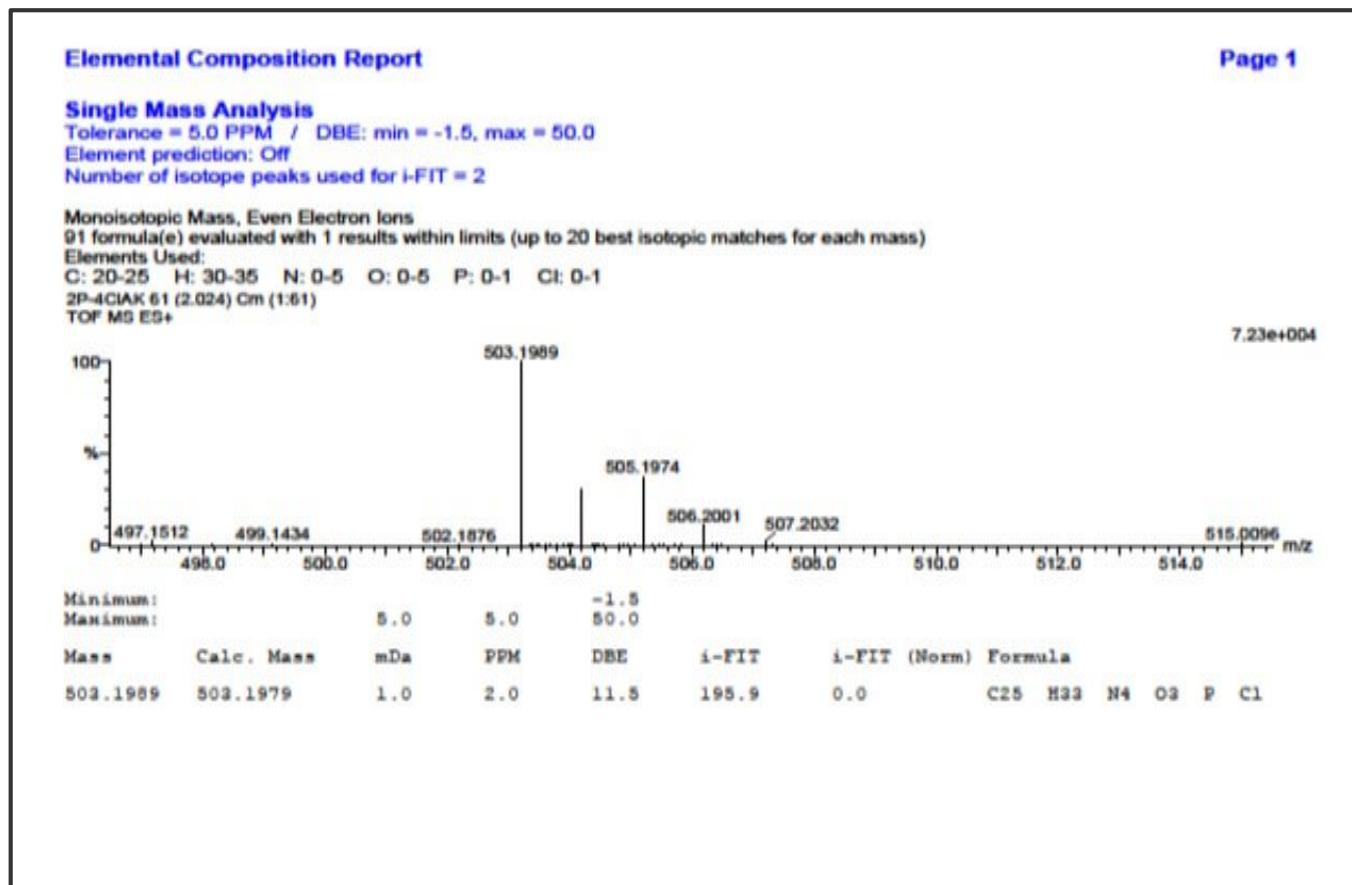 Elemental Composition Report Page 1
Single Mass Analysis
Tolerance = 5.0 PPM / DBE: min = -1.5, max = 50.0
Element prediction: Off
Number of isotope peaks used for i-FIT = 2
Monoisotopic Mass, Even Electron Ions
91 formula(e) evaluated with 1 results within limits (up to 20 best isotopic matches for each mass)
Elements Used:
C: 20-25 H: 30-35 N: 0-5 O: 0-5 P: 0-1 Cl: 0-1
2P-4ClAK 61 (2.024) Cm (1:61)
TOF MS ES+
7.23e+004
503.1989
100
%
505.1974
506.2001
507.2032
497.1512
499.1434
502.1876
515.0096
0
m/z
498.0 500.0 502.0 504.0 506.0 508.0 510.0 512.0 514.0
Minimum: -1.5
Maximum: 5.0 5.0 50.0
Mass Calc. Mass mDa PPM DBE i-FIT i-FIT (Norm) Formula
503.1989 503.1979 1.0 2.0 11.5 195.9 0.0 C25 H33 N4 O3 P Cl